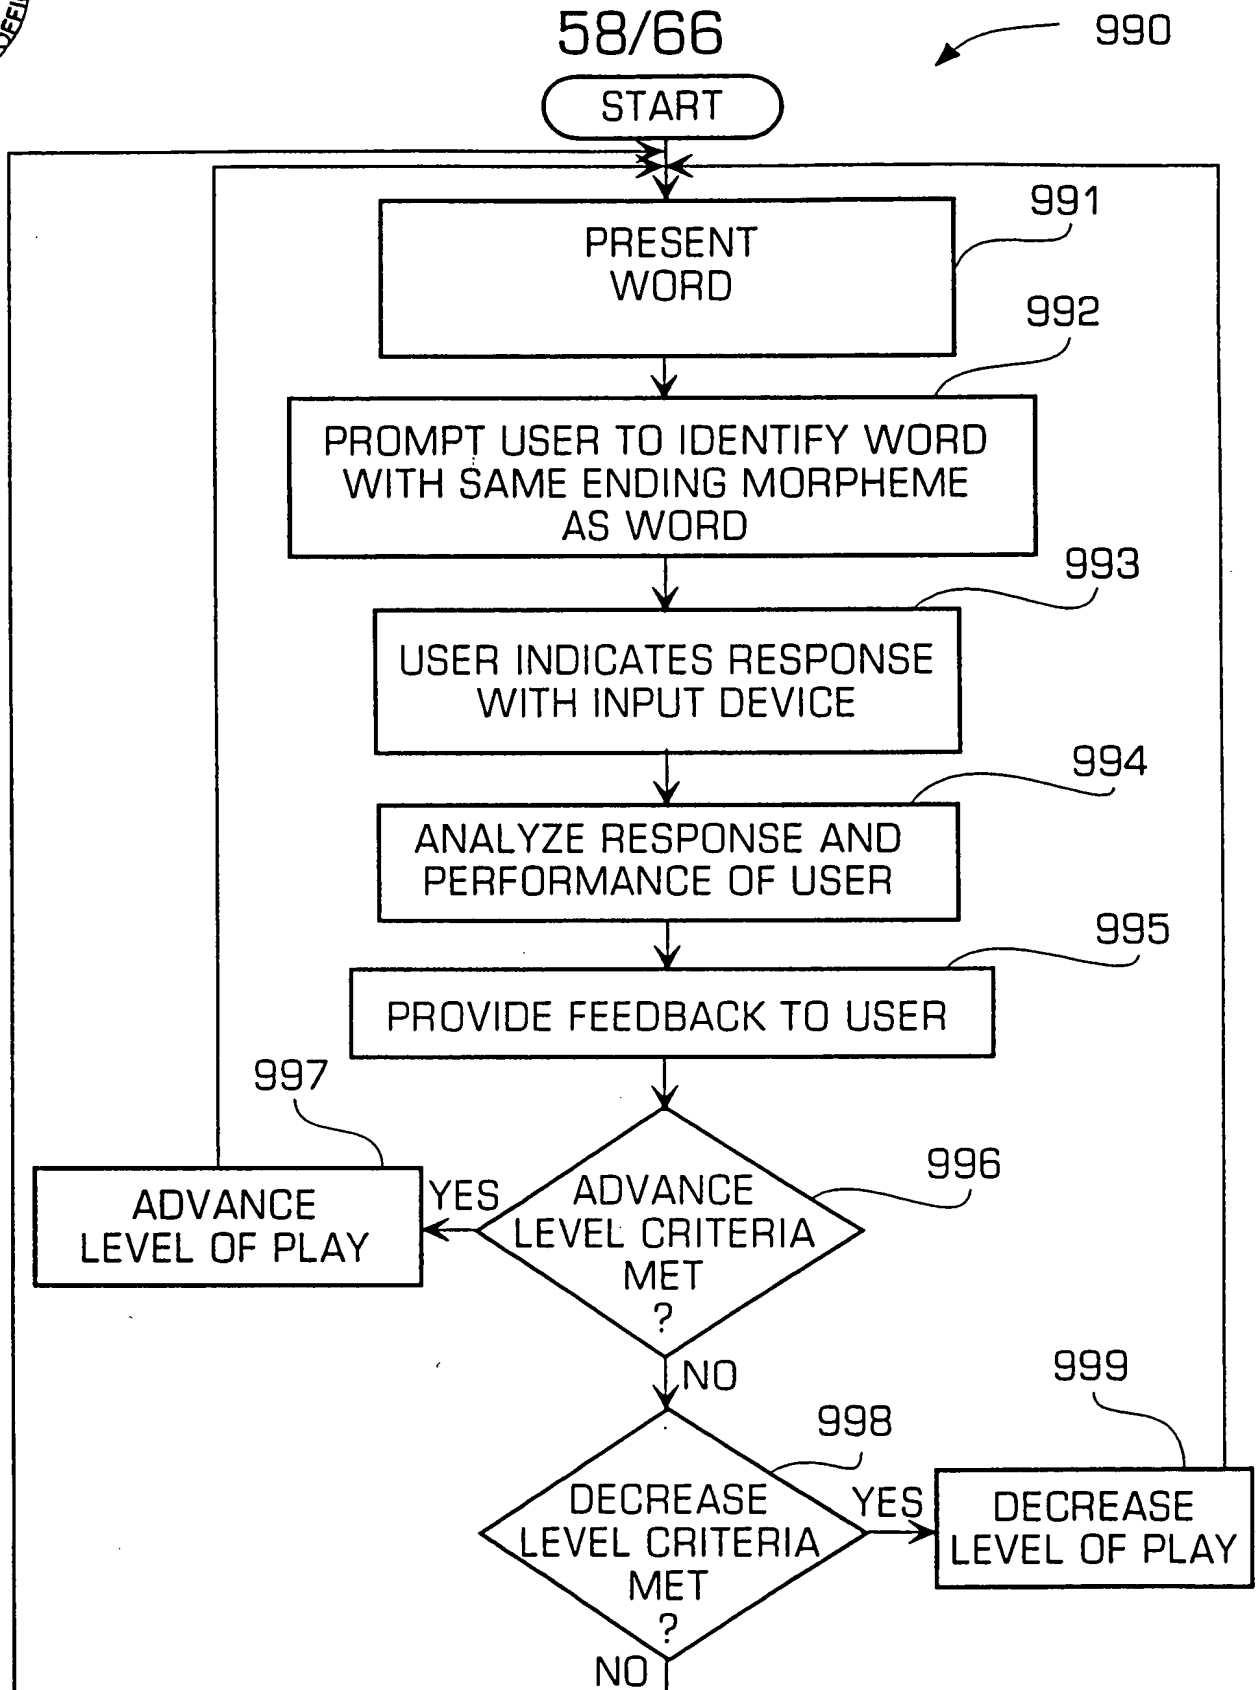 58/66
990
START
991
PRESENT
WORD
992
PROMPT USER TO IDENTIFY WORD
WITH SAME ENDING MORPHEME
AS WORD
993
USER INDICATES RESPONSE
WITH INPUT DEVICE
994
ANALYZE RESPONSE AND
PERFORMANCE OF USER
995
PROVIDE FEEDBACK TO USER
997
996
ADVANCE
LEVEL OF PLAY
YES
ADVANCE
LEVEL CRITERIA
MET
?
NO
999
998
DECREASE
LEVEL CRITERIA
MET
?
YES
DECREASE
LEVEL OF PLAY
NO